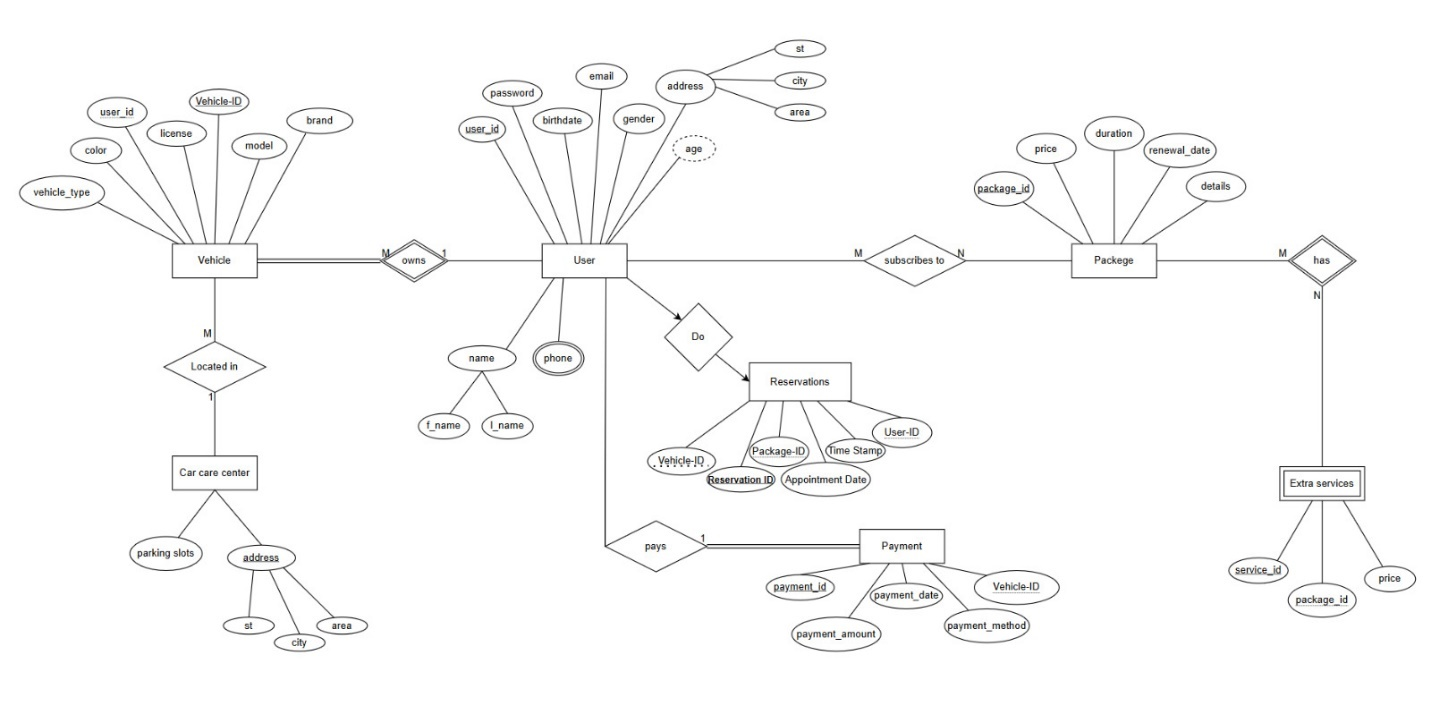 st
city
area
email
address
password
birthdate
gender
user_id
age
Vehicle-ID
user_id
license
model
brand
color
vehicle_type
duration
price
renewal_date
package_id
details
Vehicle
M
owns
1
User
M
subscribes to
N
Packege
M
has
N
M
Located in
1
Do
name
phone
f_name
l_name
Reservations
Vehicle-ID
Reservation ID
Package-ID
Appointment Date
Time Stamp
User-ID
Car care center
parking slots
address
st
city
area
pays
1
Payment
payment_id
payment_amount
payment_date
payment_method
Vehicle-ID
Extra services
service_id
package_id
price